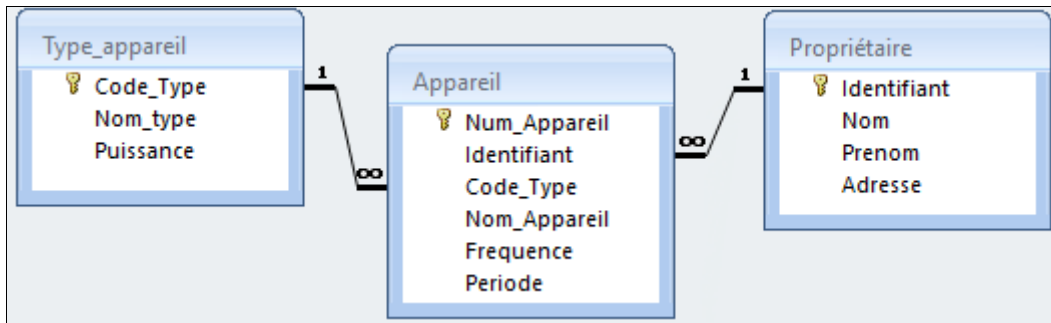 Type_appareil
Code_Type
Nom_type
Puissance
1
∞
Appareil
Num_Appareil
Identifiant
Code_Type
Nom_Appareil
Frequence
Periode
1
∞
Propriétaire
Identifiant
Nom
Prenom
Adresse